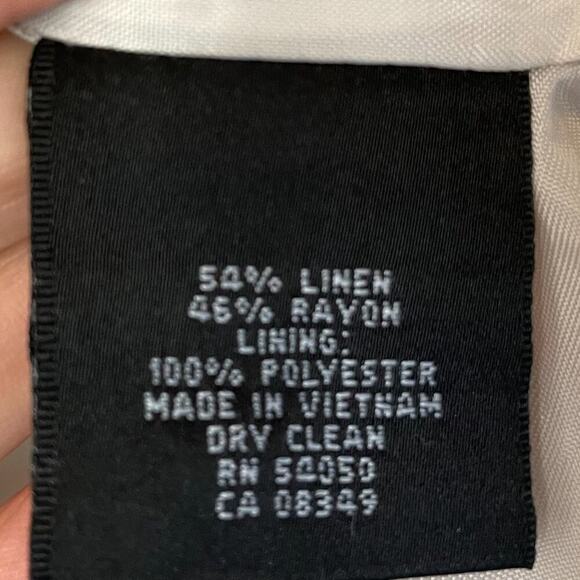 54% LINEN
46% RAYON
LINING:
100% POLYESTER
MADE IN VIETNAM
DRY CLEAN
RN 54050
CA 08349